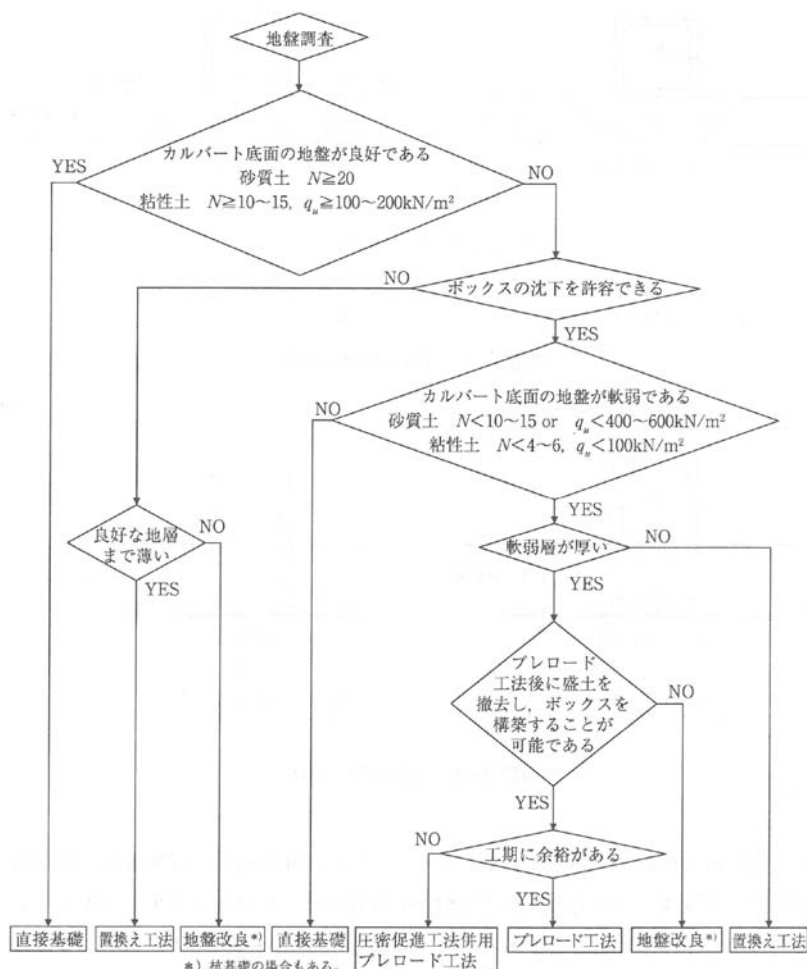 地盤調査
カルバート底面の地盤が良好である
砂質土 N≧20
粘性土 N≧10～15, qu≧100～200kN/m²
YES
NO
ボックスの沈下を許容できる
NO
YES
カルバート底面の地盤が軟弱である
砂質土 N＜10～15 or qu＜400～600kN/m²
粘性土 N＜4～6, qu＜100kN/m²
NO
YES
良好な地層
まで薄い
NO
YES
軟弱層が厚い
NO
YES
プレロード
工法後に盛土を
撤去し，ボックスを
構築することが
可能である
NO
YES
工期に余裕がある
NO
YES
直接基礎
置換え工法
地盤改良*)
直接基礎
圧密促進工法併用
プレロード工法
プレロード工法
地盤改良*)
置換え工法
*) 杭基礎の場合もある。